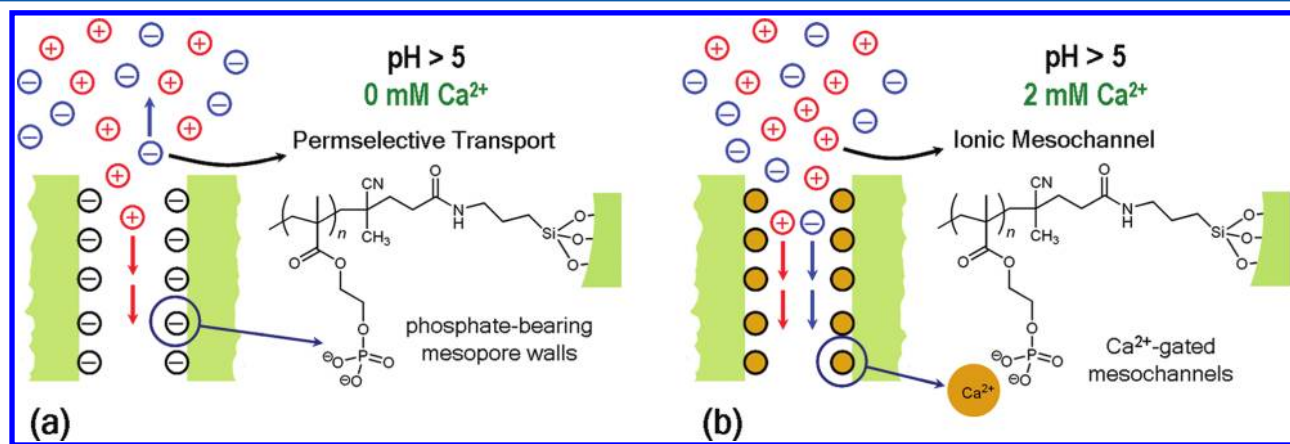 pH > 5
0 mM Ca²⁺
Permselective Transport
CN
O
N
H
n
CH₃
Si
O
O
O
O
O
O
⊖O
P
O
⊖O
phosphate-bearing
mesopore walls
(a)
pH > 5
2 mM Ca²⁺
Ionic Mesochannel
CN
O
N
H
n
CH₃
Si
O
O
O
O
O
O
⊖O
P
O
⊖O
Ca²⁺-gated
mesochannels
Ca²⁺
(b)